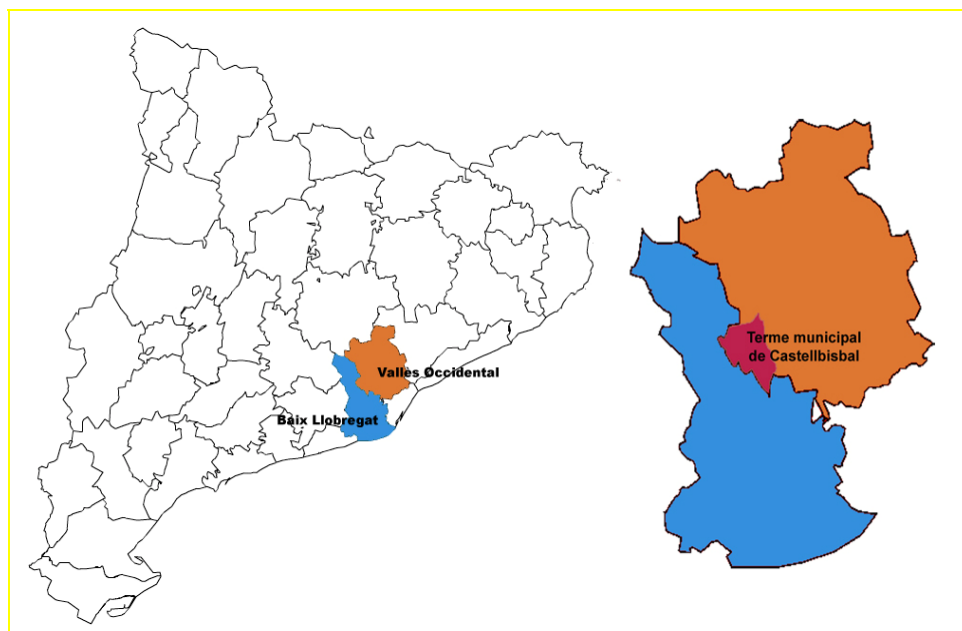 Vallès Occidental
Baix Llobregat
Terme municipal
de Castellbisbal